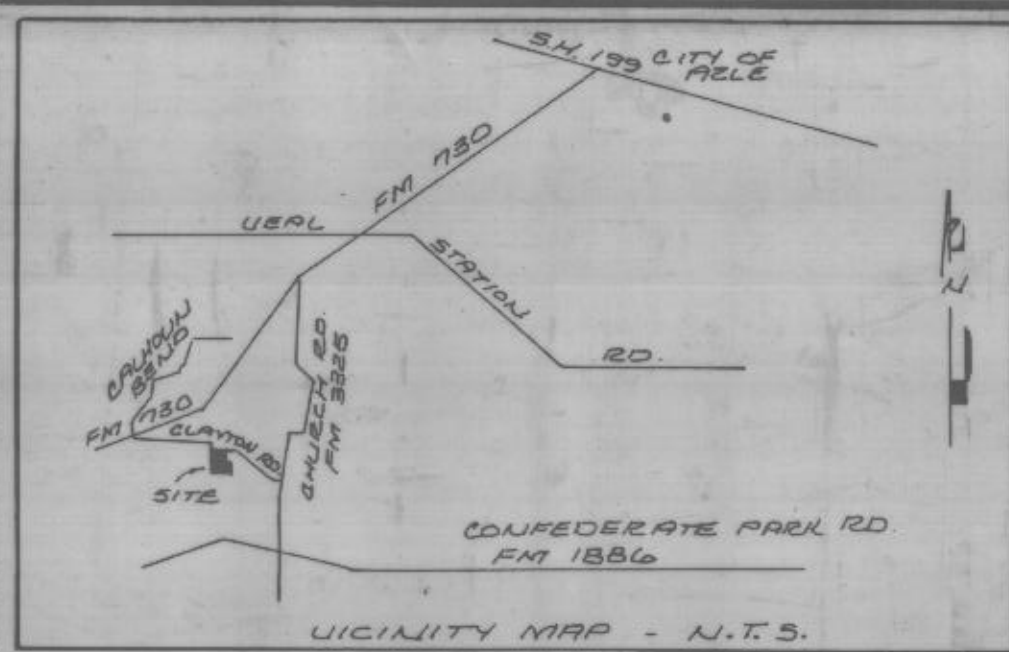 S.H. 199 CITY OF
AZLE
FM 730
VEAL
STATION
RD.
CALHOUN
BEND
FM 730
CLAYTON RD.
CHURCH RD.
FM 3325
SITE
N
CONFEDERATE PARK RD.
FM 1886
VICINITY MAP - N.T.S.